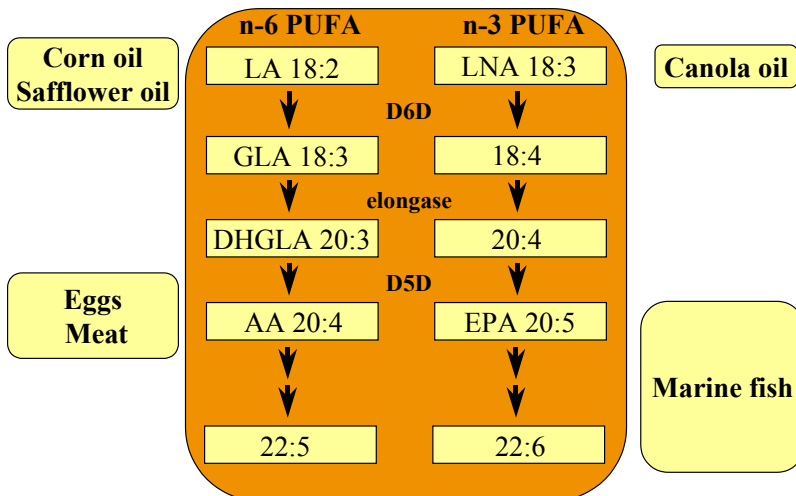 n-6 PUFA
n-3 PUFA
Corn oil
Safflower oil
LA 18:2
LNA 18:3
Canola oil
D6D
GLA 18:3
18:4
elongase
DHGLA 20:3
20:4
D5D
Eggs
Meat
AA 20:4
EPA 20:5
Marine fish
22:5
22:6